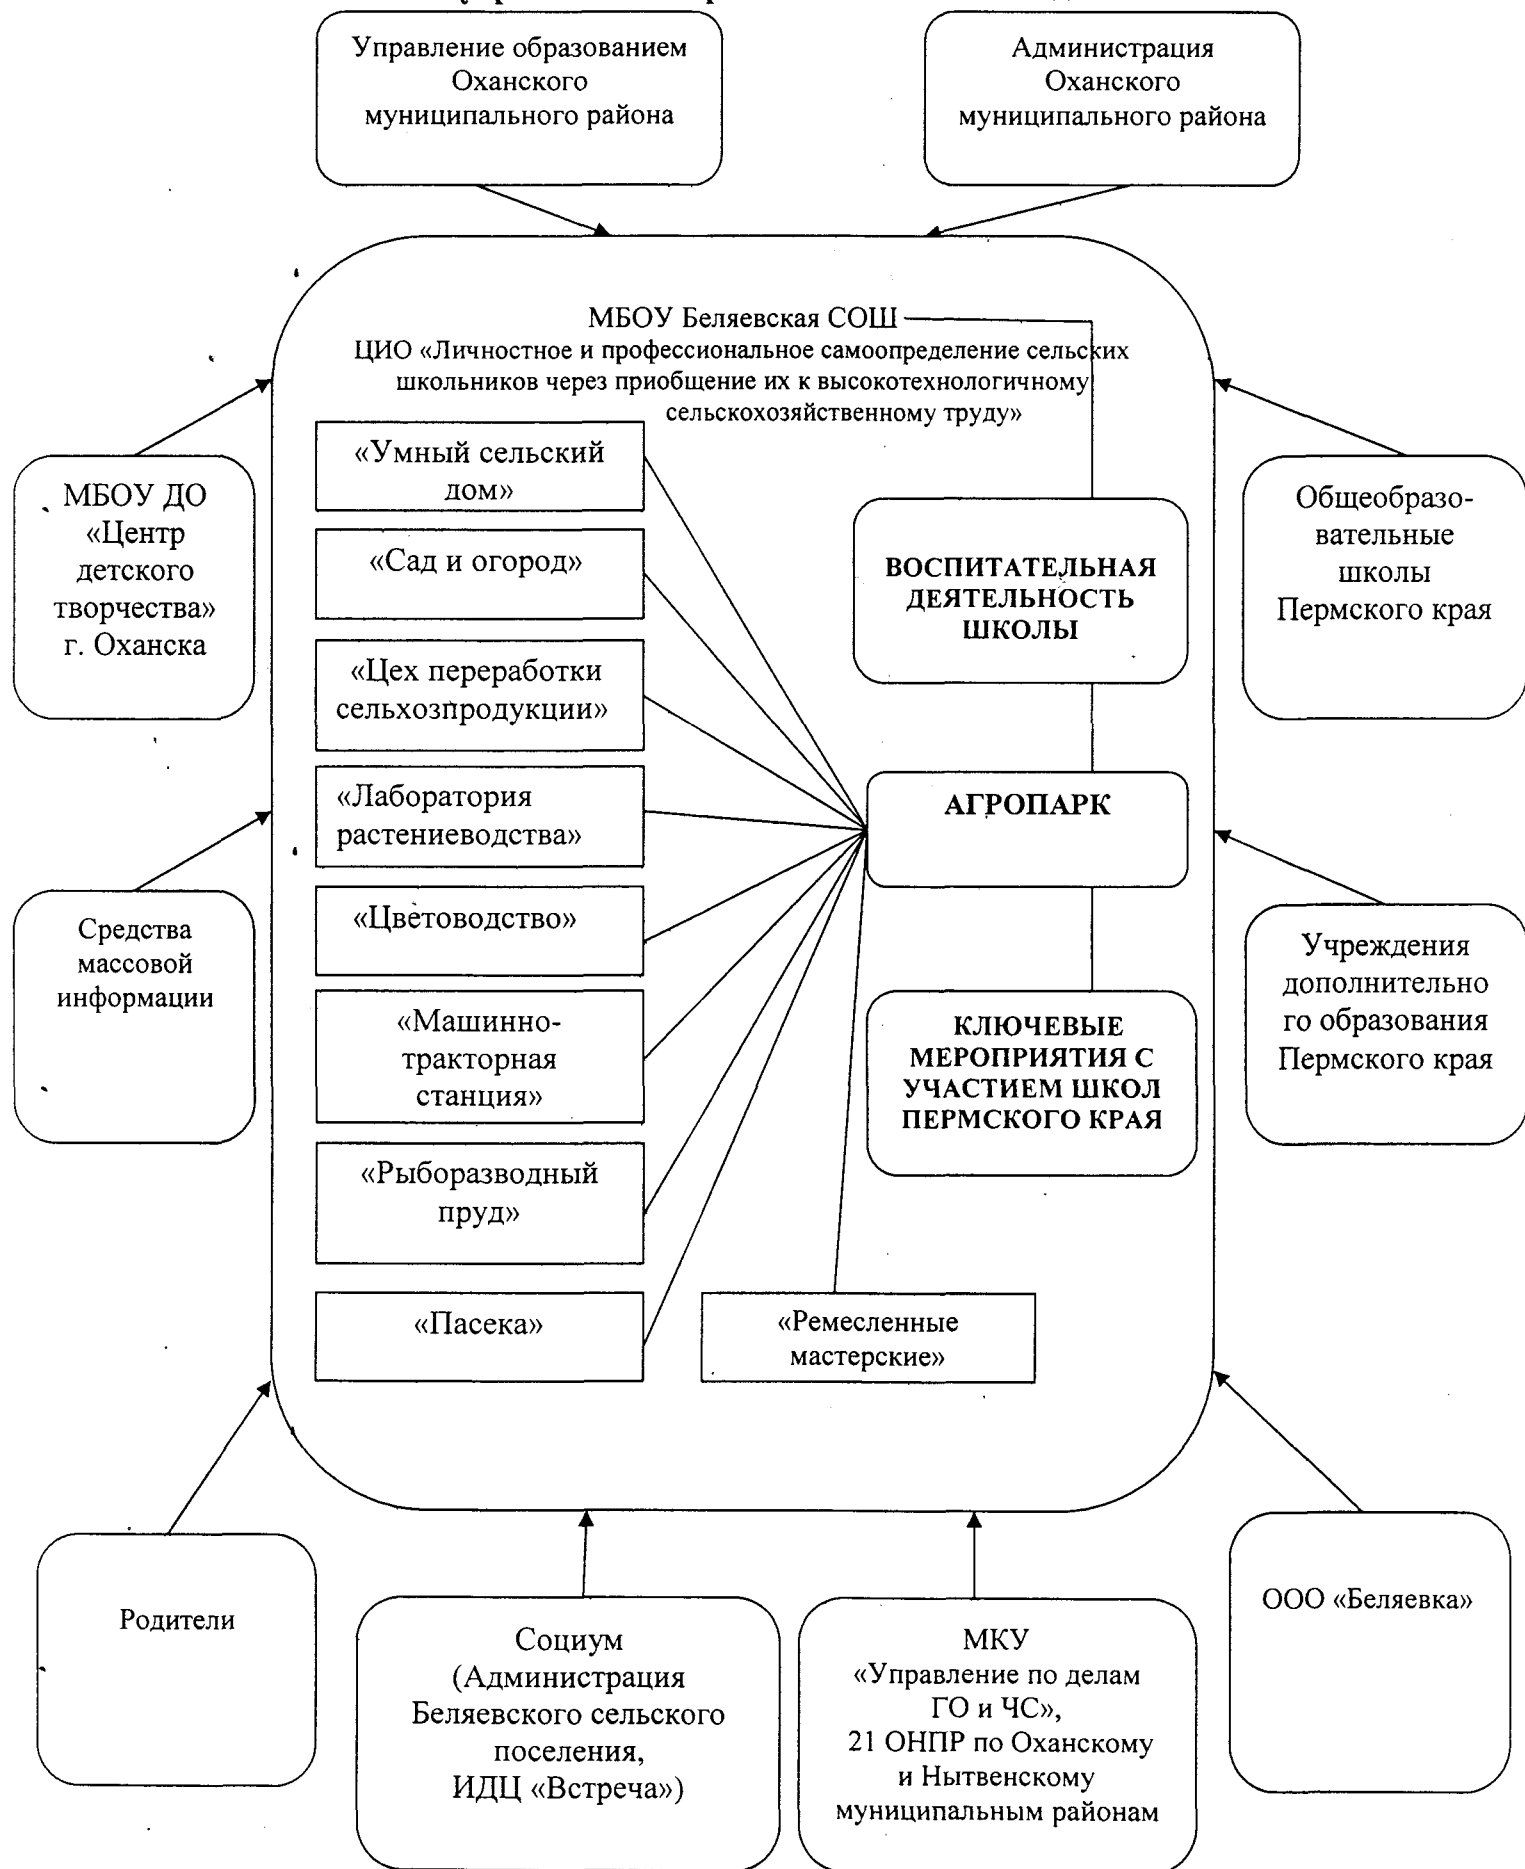 Управление образованием
Оханского
муниципального района
Администрация
Оханского
муниципального района
МБОУ Беляевская СОШ
ЦИО «Личностное и профессиональное самоопределение сельских
школьников через приобщение их к высокотехнологичному
сельскохозяйственному труду»
МБОУ ДО
«Центр
детского
творчества»
г. Оханска
Средства
массовой
информации
«Умный сельский
дом»
«Сад и огород»
«Цех переработки
сельхозпродукции»
«Лаборатория
растениеводства»
«Цветоводство»
«Машинно-
тракторная
станция»
«Рыборазводный
пруд»
«Пасека»
«Ремесленные
мастерские»
ВОСПИТАТЕЛЬНАЯ
ДЕЯТЕЛЬНОСТЬ
ШКОЛЫ
АГРОПАРК
КЛЮЧЕВЫЕ
МЕРОПРИЯТИЯ С
УЧАСТИЕМ ШКОЛ
ПЕРМСКОГО КРАЯ
Общеобразо-
вательные
школы
Пермского края
Учреждения
дополнительно
го образования
Пермского края
Родители
Социум
(Администрация
Беляевского сельского
поселения,
ИДЦ «Встреча»)
МКУ
«Управление по делам
ГО и ЧС»,
21 ОНПР по Оханскому
и Нытвенскому
муниципальным районам
ООО «Беляевка»